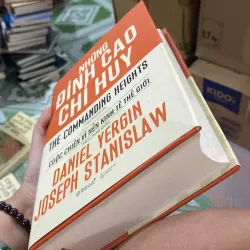 NHỮNG
ĐỈNH CAO
CHỈ HUY
THE COMMANDING HEIGHTS
CUỘC CHIẾN VÌ NỀN KINH TẾ THẾ GIỚI
DANIEL YERGIN
JOSEPH STANISLAW
KIDO